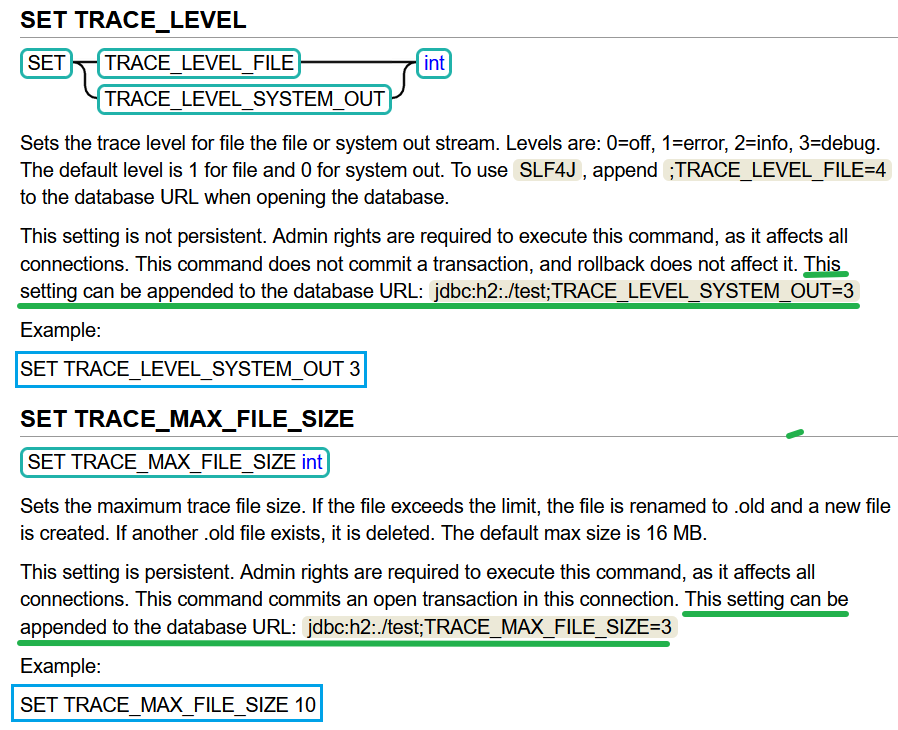 SET TRACE_LEVEL
SET TRACE_LEVEL_FILE int
TRACE_LEVEL_SYSTEM_OUT
Sets the trace level for file the file or system out stream. Levels are: 0=off, 1=error, 2=info, 3=debug.
The default level is 1 for file and 0 for system out. To use SLF4J , append ;TRACE_LEVEL_FILE=4
to the database URL when opening the database.
This setting is not persistent. Admin rights are required to execute this command, as it affects all
connections. This command does not commit a transaction, and rollback does not affect it. This
setting can be appended to the database URL: jdbc:h2:./test;TRACE_LEVEL_SYSTEM_OUT=3
Example:
SET TRACE_LEVEL_SYSTEM_OUT 3
SET TRACE_MAX_FILE_SIZE
SET TRACE_MAX_FILE_SIZE int
Sets the maximum trace file size. If the file exceeds the limit, the file is renamed to .old and a new file
is created. If another .old file exists, it is deleted. The default max size is 16 MB.
This setting is persistent. Admin rights are required to execute this command, as it affects all
connections. This command commits an open transaction in this connection. This setting can be
appended to the database URL: jdbc:h2:./test;TRACE_MAX_FILE_SIZE=3
Example:
SET TRACE_MAX_FILE_SIZE 10